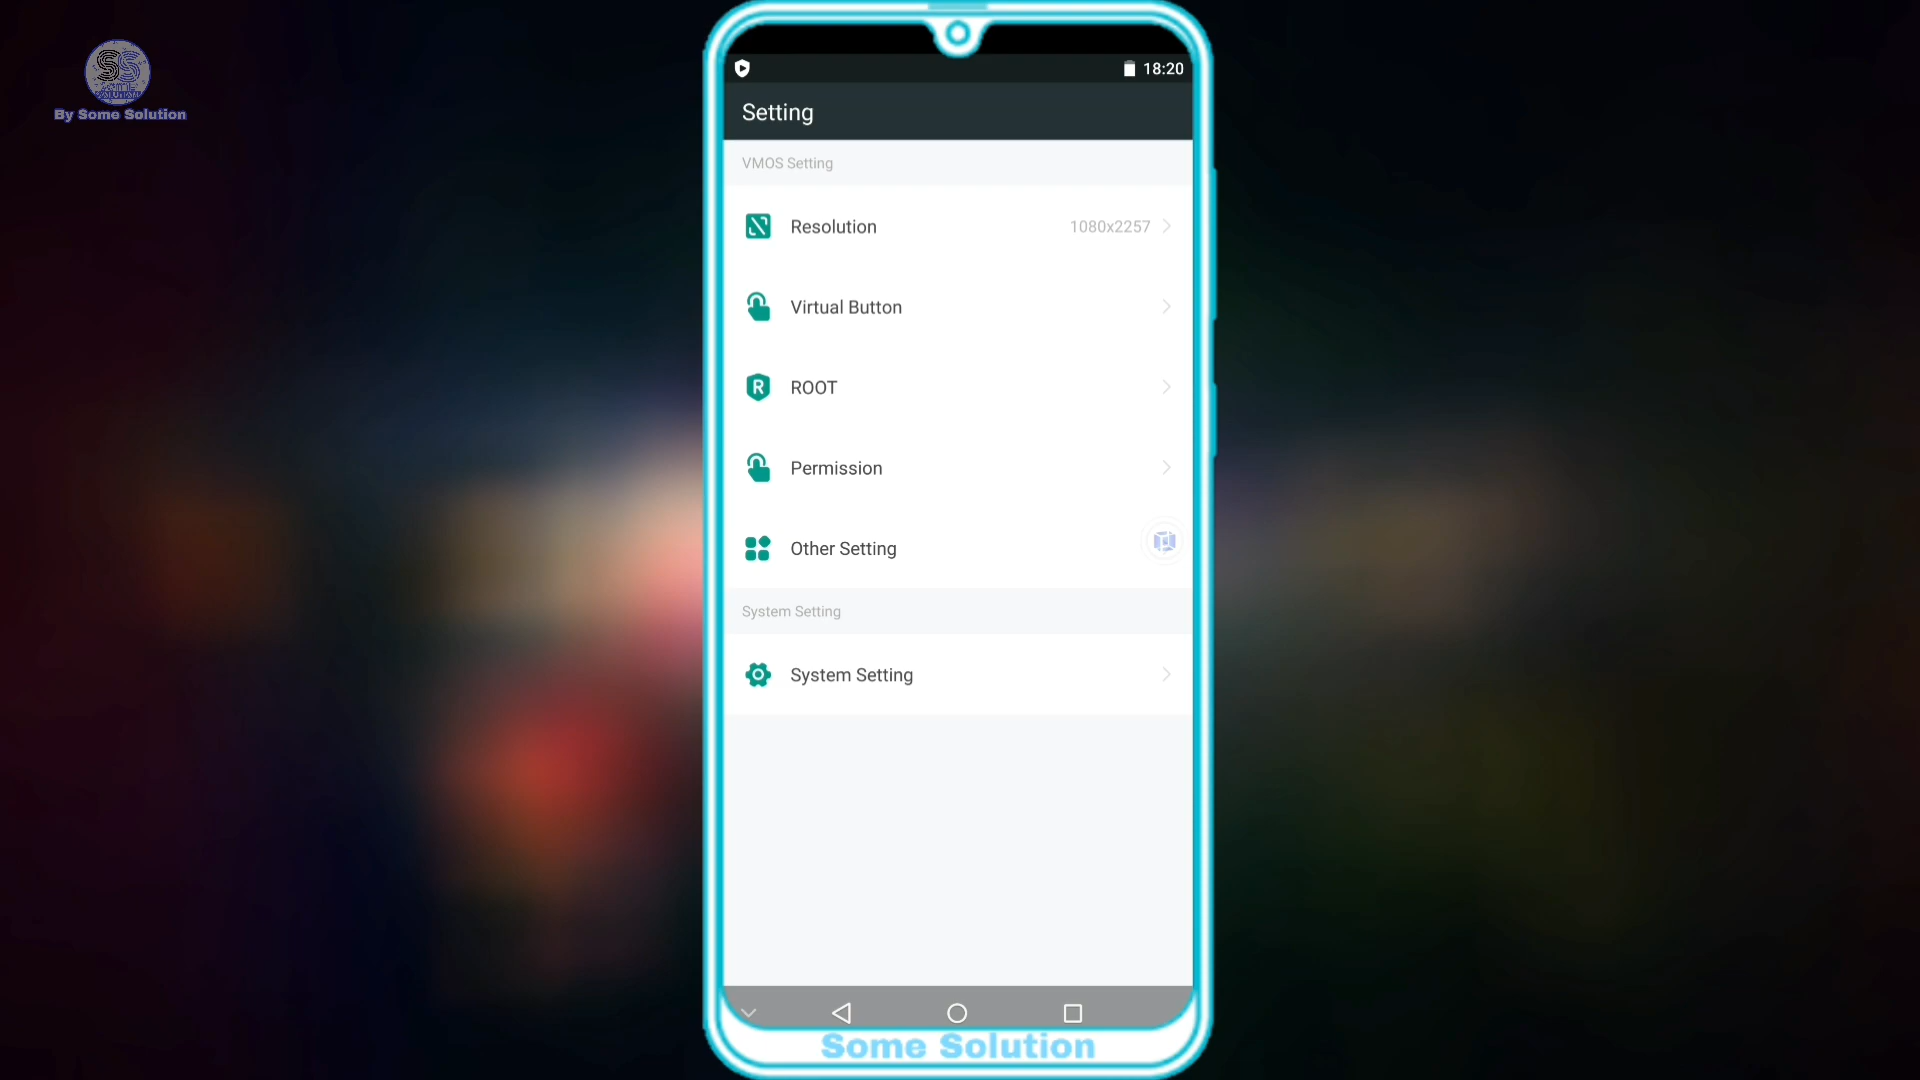 SS
By Some Solution
18:20
Setting
VMOS Setting
Resolution 1080x2257
Virtual Button
R ROOT
Permission
Other Setting
System Setting
System Setting
Some Solution